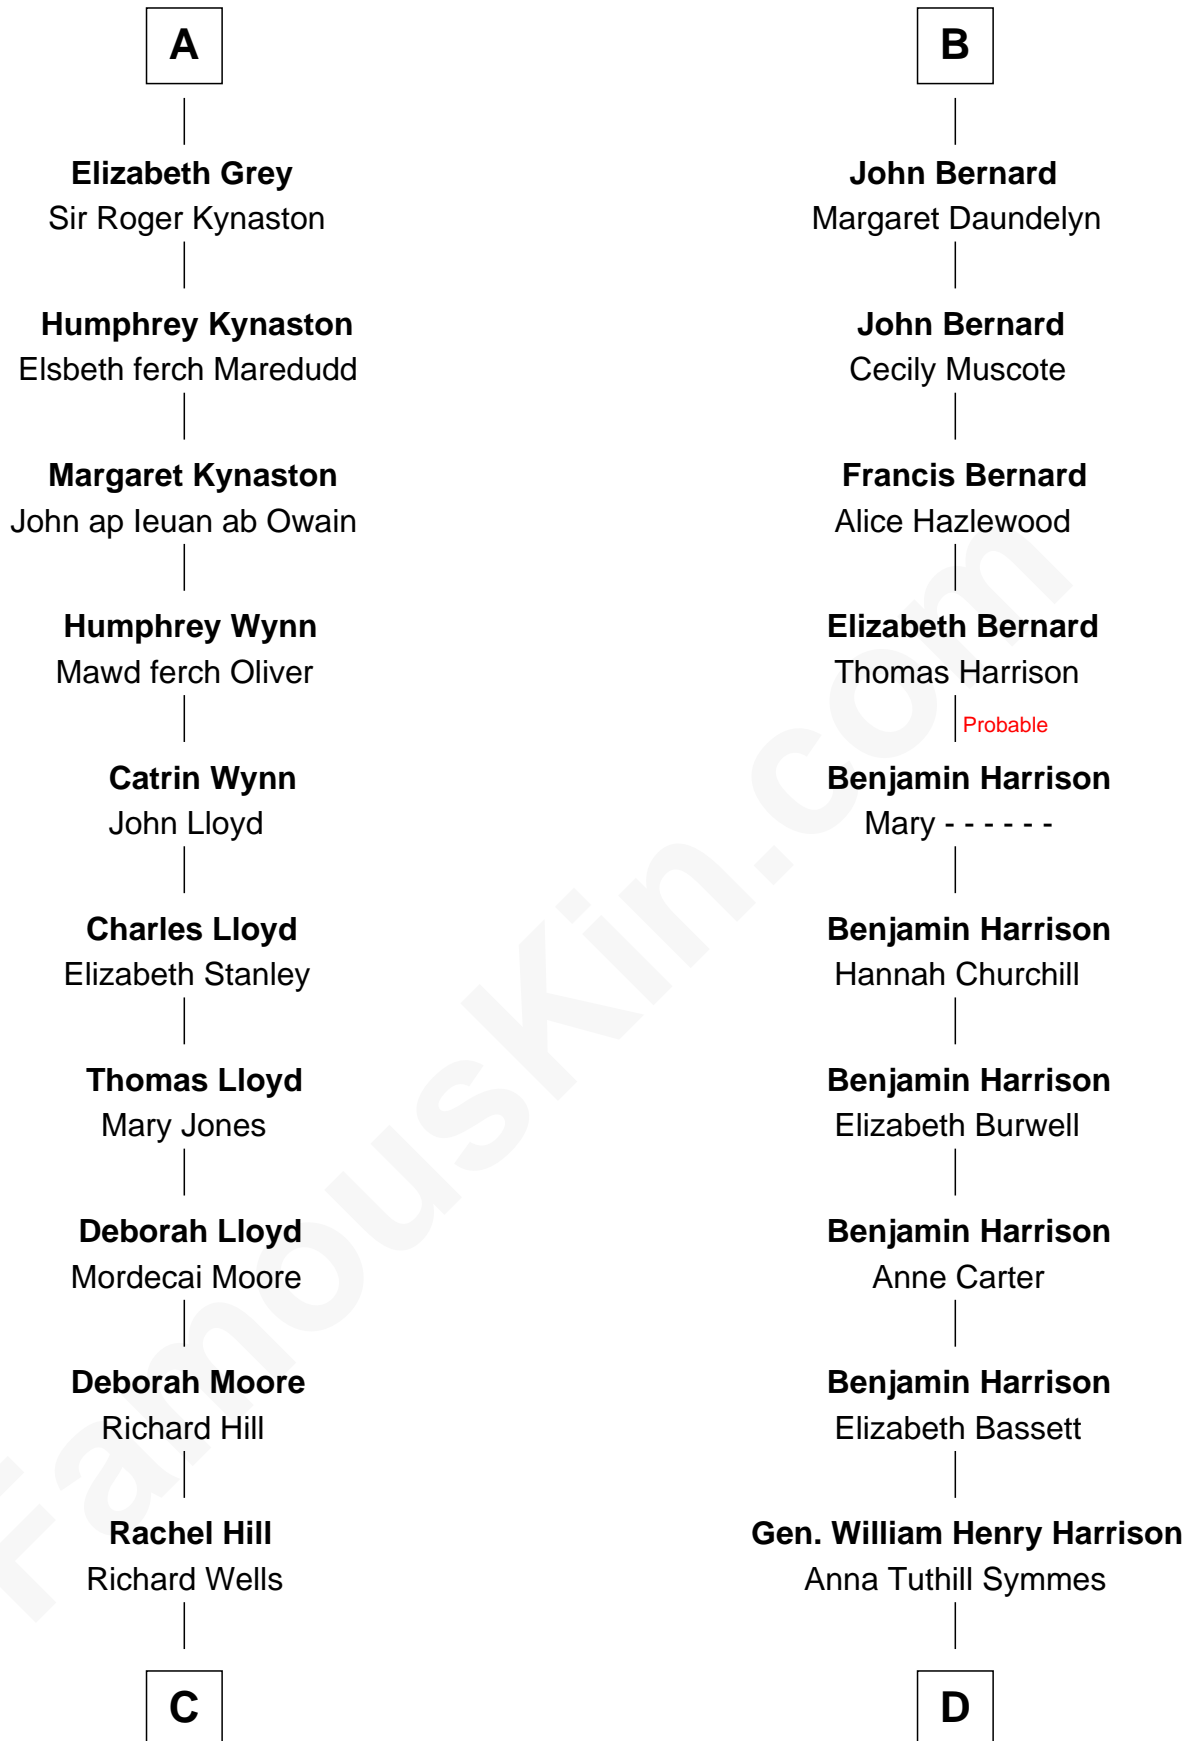 A
Elizabeth Grey
Sir Roger Kynaston
Humphrey Kynaston
Elsbeth ferch Maredudd
Margaret Kynaston
John ap Ieuan ab Owain
Humphrey Wynn
Mawd ferch Oliver
Catrin Wynn
John Lloyd
Charles Lloyd
Elizabeth Stanley
Thomas Lloyd
Mary Jones
Deborah Lloyd
Mordecai Moore
Deborah Moore
Richard Hill
Rachel Hill
Richard Wells
C
B
John Bernard
Margaret Daundelyn
John Bernard
Cecily Muscote
Francis Bernard
Alice Hazlewood
Elizabeth Bernard
Thomas Harrison
Probable
Benjamin Harrison
Mary - - - - - -
Benjamin Harrison
Hannah Churchill
Benjamin Harrison
Elizabeth Burwell
Benjamin Harrison
Anne Carter
Benjamin Harrison
Elizabeth Bassett
Gen. William Henry Harrison
Anna Tuthill Symmes
D
FamousKin.com